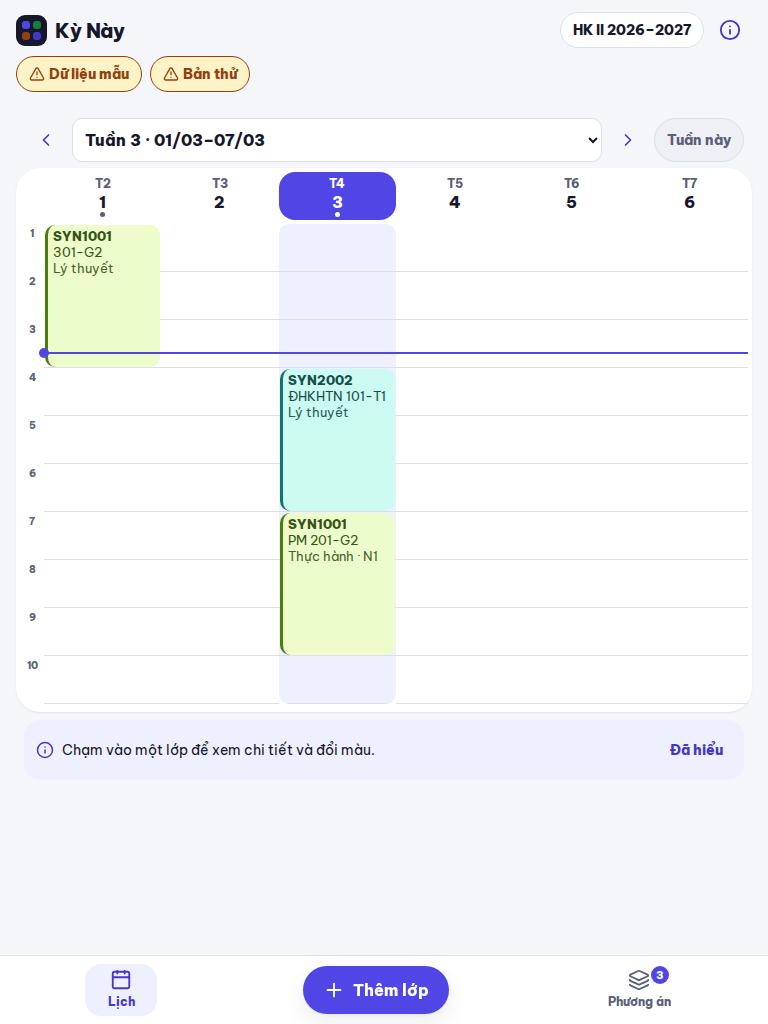 Kỳ Này
HK II 2026–2027
Dữ liệu mẫu
Bản thử
Tuần 3 · 01/03–07/03
Tuần này
T2
T3
T4
T5
T6
T7
1
2
3
4
5
6
1
2
3
4
5
6
7
8
9
10
SYN1001
301-G2
Lý thuyết
SYN2002
ĐHKHTN 101-T1
Lý thuyết
SYN1001
PM 201-G2
Thực hành · N1
Chạm vào một lớp để xem chi tiết và đổi màu.
Đã hiểu
Lịch
Thêm lớp
3
Phương án